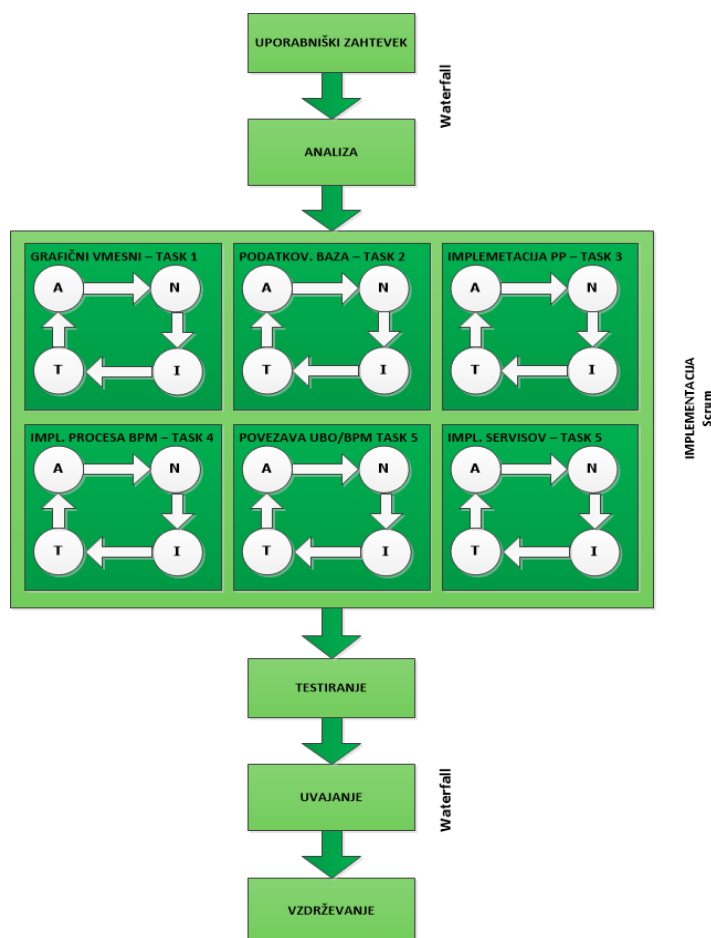 UPORABNIŠKI ZAHTEVEK
Waterfall
ANALIZA
GRAFIČNI VMESNI – TASK 1
A
N
T
I
PODATKOV. BAZA – TASK 2
A
N
T
I
IMPLEMETACIJA PP – TASK 3
A
N
T
I
IMPL. PROCESA BPM – TASK 4
A
N
T
I
POVEZAVA UBO/BPM TASK 5
A
N
T
I
IMPL. SERVISOV – TASK 5
A
N
T
I
IMPLEMENTACIJA
Scrum
TESTIRANJE
UVAJANJE
Waterfall
VZDRŽEVANJE